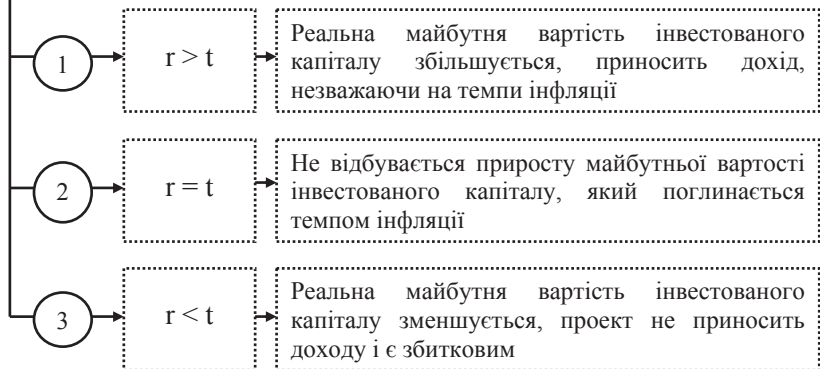 1
r > t
Реальна майбутня вартість інвестованого
капіталу збільшується, приносить дохід,
незважаючи на темпи інфляції
2
r = t
Не відбувається приросту майбутньої вартості
інвестованого капіталу, який поглинається
темпом інфляції
3
r < t
Реальна майбутня вартість інвестованого
капіталу зменшується, проект не приносить
доходу і є збитковим